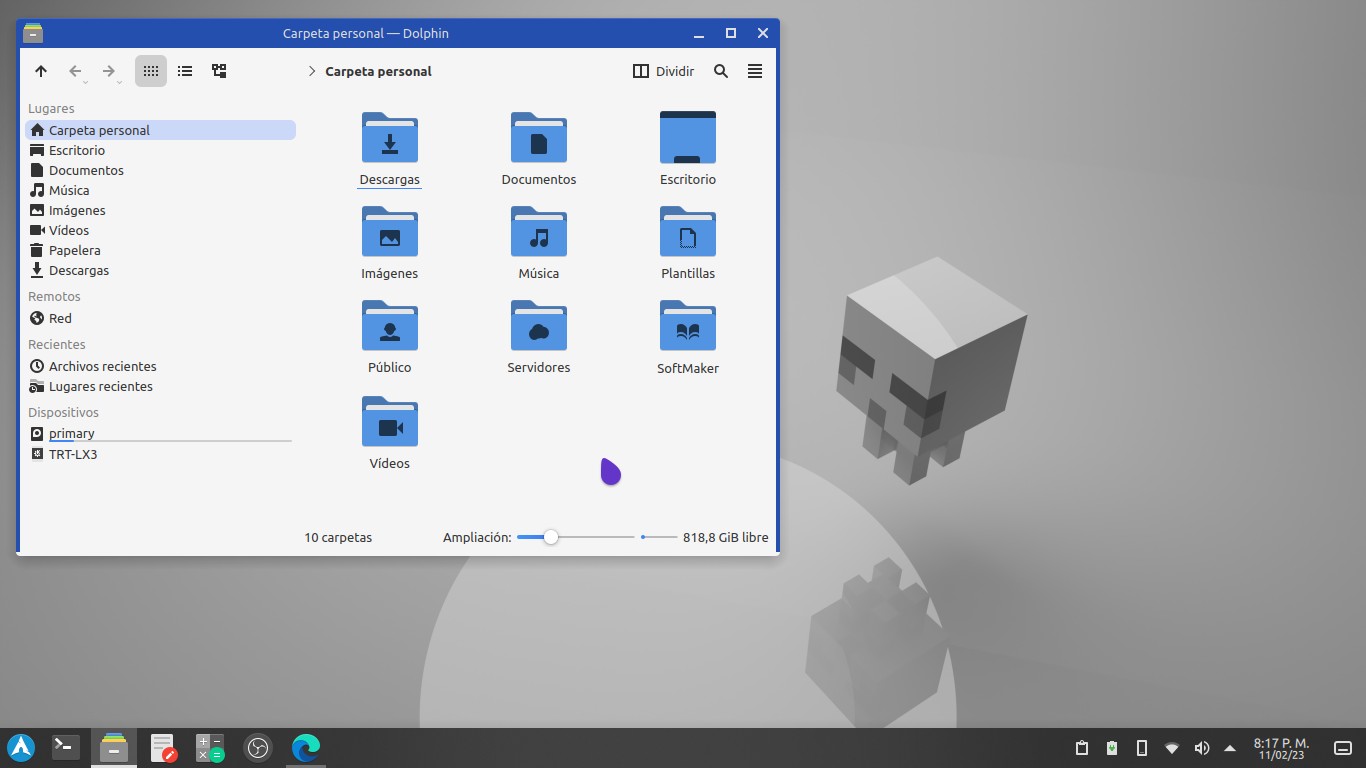 Carpeta personal — Dolphin
Carpeta personal
Dividir
Lugares
Carpeta personal
Escritorio
Documentos
Música
Imágenes
Vídeos
Papelera
Descargas
Remotos
Red
Recientes
Archivos recientes
Lugares recientes
Dispositivos
primary
TRT-LX3
Descargas
Documentos
Escritorio
Imágenes
Música
Plantillas
Público
Servidores
SoftMaker
Vídeos
10 carpetas
Ampliación:
818,8 GiB libre
8:17 P. M.
11/02/23